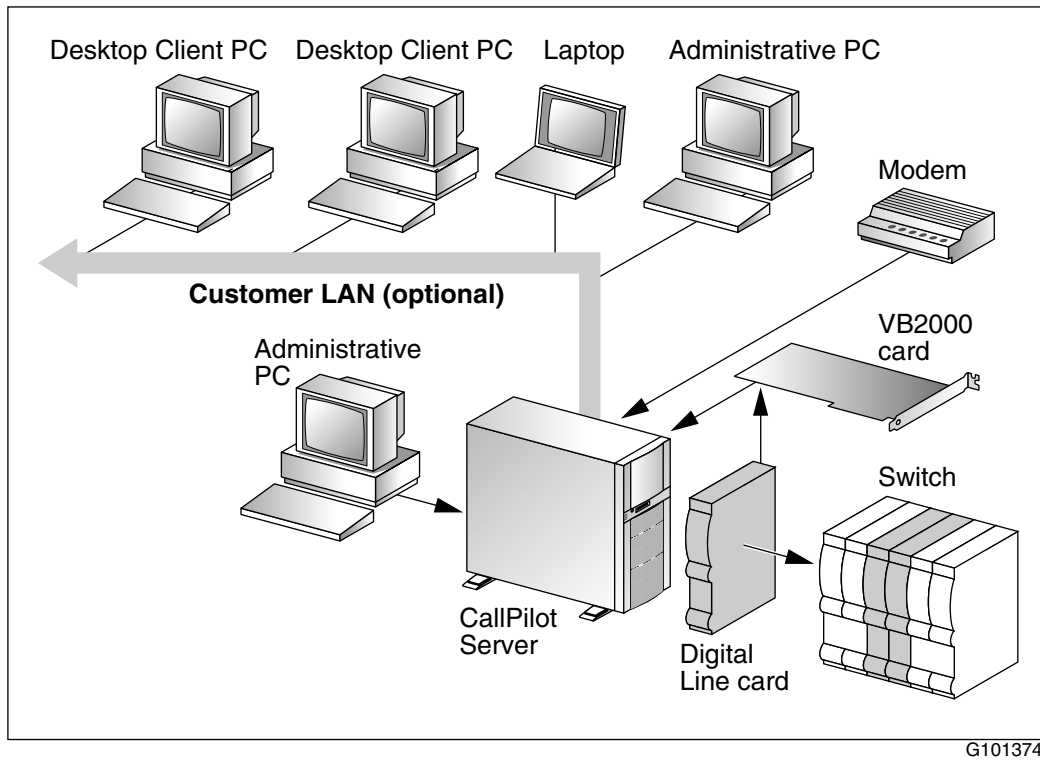 Desktop Client PC
Desktop Client PC
Laptop
Administrative PC
Modem
Customer LAN (optional)
VB2000
card
Administrative
PC
Switch
CallPilot
Server
Digital
Line card
G101374